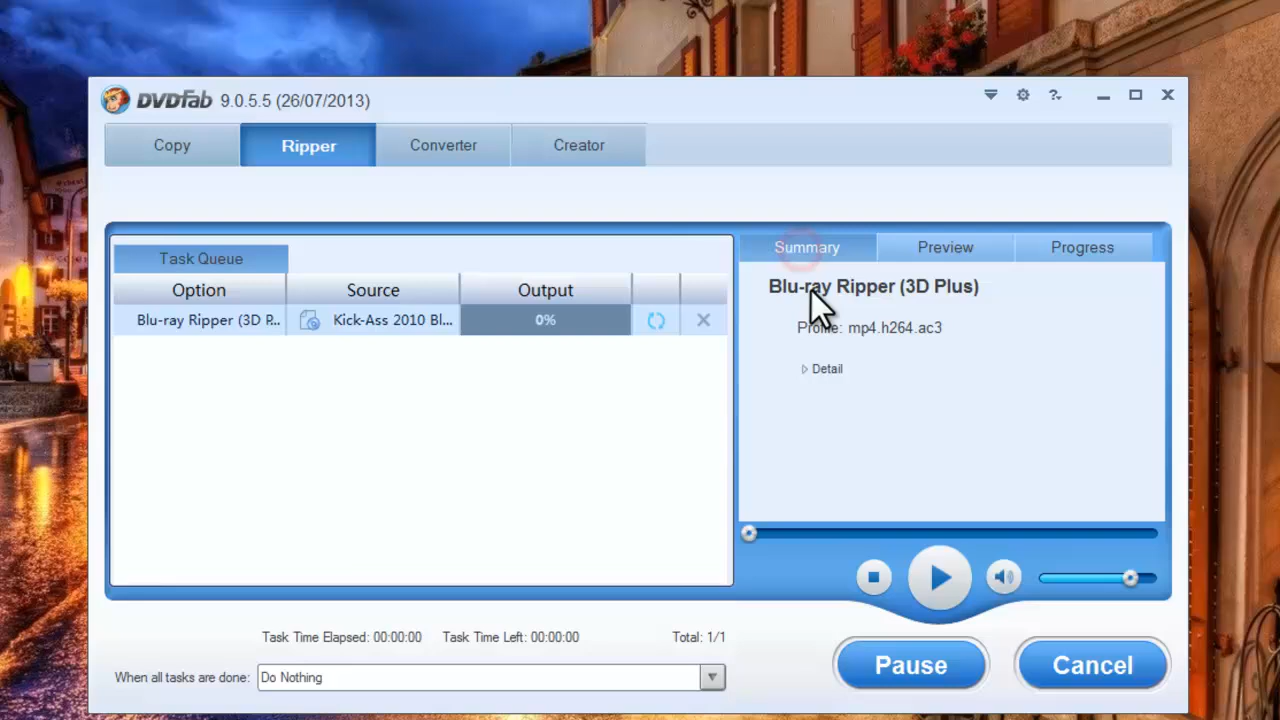 DVDFab 9.0.5.5 (26/07/2013)
Copy Ripper Converter Creator
Task Queue
Option Source Output
Blu-ray Ripper (3D R... Kick-Ass 2010 Bl... 0%
Summary Preview Progress
Blu-ray Ripper (3D Plus)
Profile: mp4.h264.ac3
Detail
Task Time Elapsed: 00:00:00 Task Time Left: 00:00:00 Total: 1/1
When all tasks are done: Do Nothing
Pause Cancel